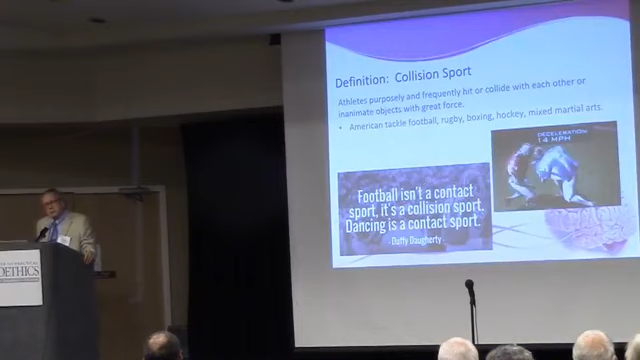 Definition: Collision Sport
Athletes purposely and frequently hit or collide with each other or
inanimate objects with great force.
• American tackle football, rugby, boxing, hockey, mixed martial arts.
DECELERATION:
14 MPH
Football isn't a contact
sport, it's a collision sport.
Dancing is a contact sport.
- Duffy Daugherty